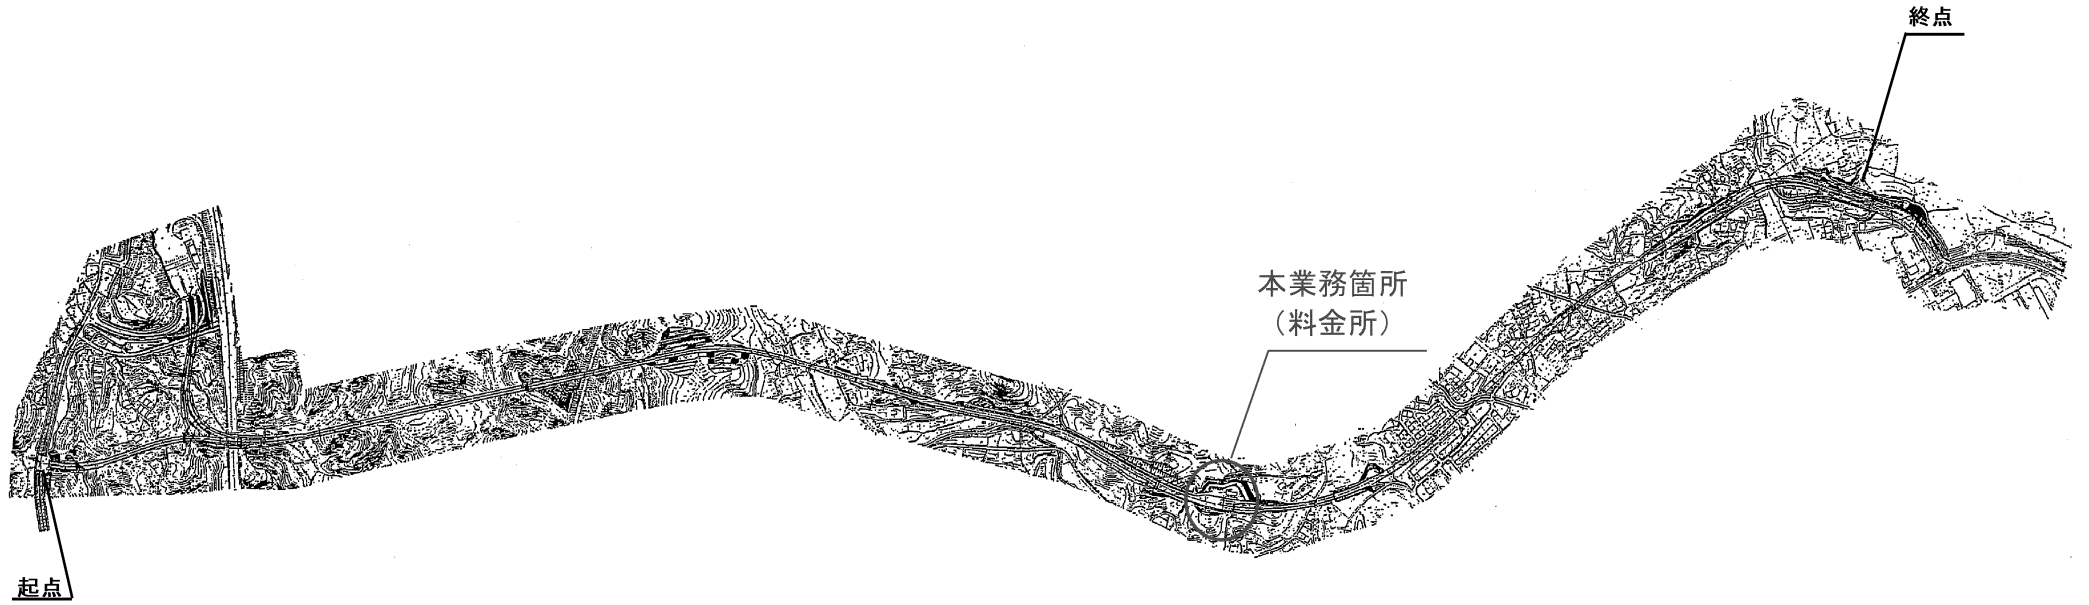 終点
本業務箇所
（料金所）
起点